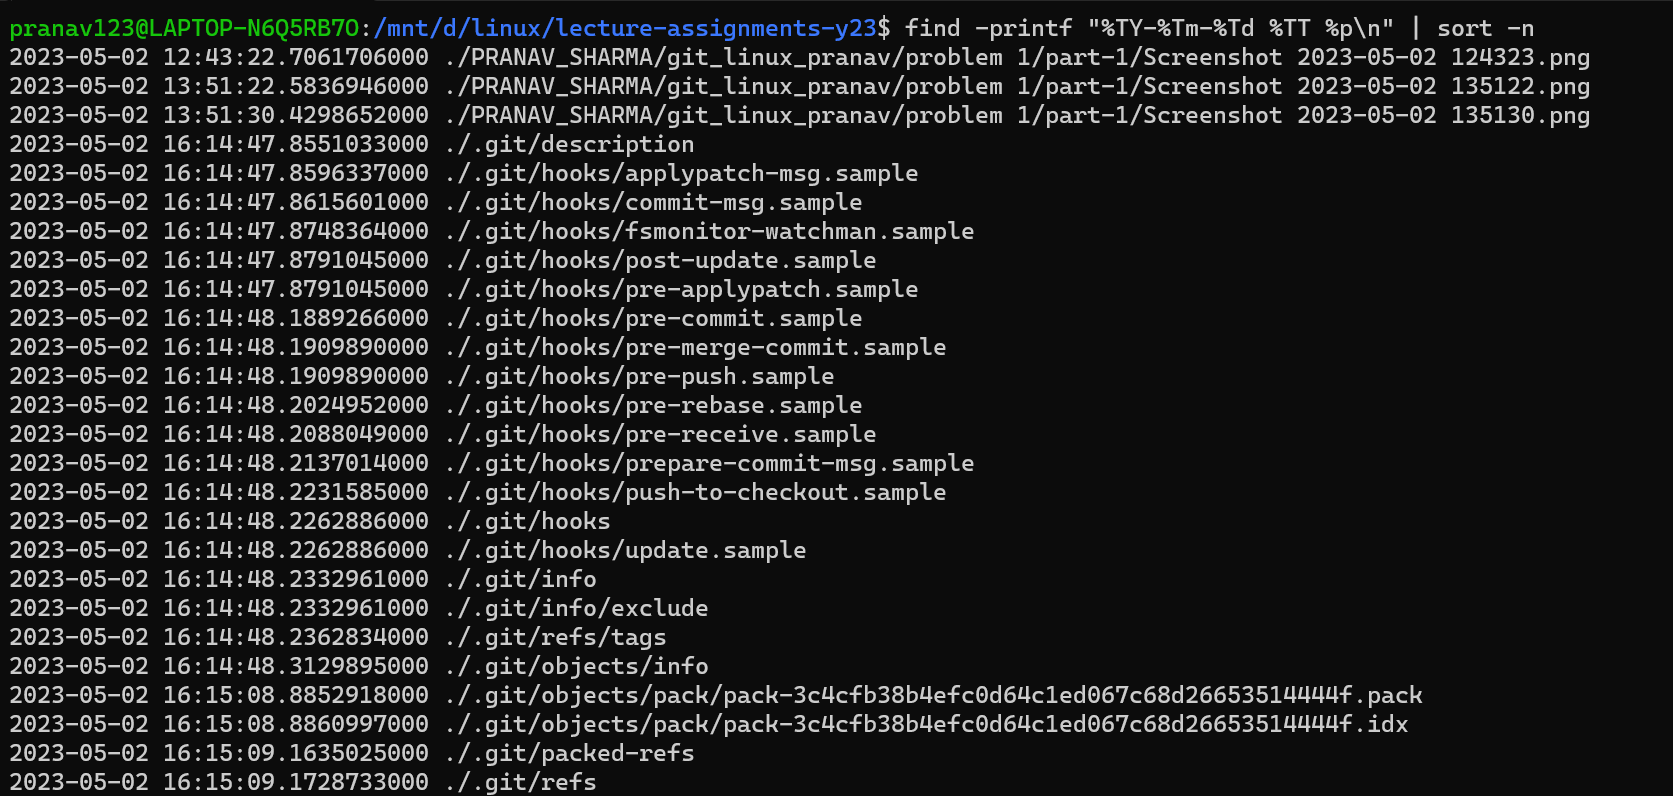 pranav123@LAPTOP-N6Q5RB7O:/mnt/d/linux/lecture-assignments-y23$ find -printf "%TY-%Tm-%Td %TT %p\n" | sort -n
2023-05-02 12:43:22.7061706000 ./PRANAV_SHARMA/git_linux_pranav/problem 1/part-1/Screenshot 2023-05-02 124323.png
2023-05-02 13:51:22.5836946000 ./PRANAV_SHARMA/git_linux_pranav/problem 1/part-1/Screenshot 2023-05-02 135122.png
2023-05-02 13:51:30.4298652000 ./PRANAV_SHARMA/git_linux_pranav/problem 1/part-1/Screenshot 2023-05-02 135130.png
2023-05-02 16:14:47.8551033000 ./.git/description
2023-05-02 16:14:47.8596337000 ./.git/hooks/applypatch-msg.sample
2023-05-02 16:14:47.8615601000 ./.git/hooks/commit-msg.sample
2023-05-02 16:14:47.8748364000 ./.git/hooks/fsmonitor-watchman.sample
2023-05-02 16:14:47.8791045000 ./.git/hooks/post-update.sample
2023-05-02 16:14:47.8791045000 ./.git/hooks/pre-applypatch.sample
2023-05-02 16:14:48.1889266000 ./.git/hooks/pre-commit.sample
2023-05-02 16:14:48.1909890000 ./.git/hooks/pre-merge-commit.sample
2023-05-02 16:14:48.1909890000 ./.git/hooks/pre-push.sample
2023-05-02 16:14:48.2024952000 ./.git/hooks/pre-rebase.sample
2023-05-02 16:14:48.2088049000 ./.git/hooks/pre-receive.sample
2023-05-02 16:14:48.2137014000 ./.git/hooks/prepare-commit-msg.sample
2023-05-02 16:14:48.2231585000 ./.git/hooks/push-to-checkout.sample
2023-05-02 16:14:48.2262886000 ./.git/hooks
2023-05-02 16:14:48.2262886000 ./.git/hooks/update.sample
2023-05-02 16:14:48.2332961000 ./.git/info
2023-05-02 16:14:48.2332961000 ./.git/info/exclude
2023-05-02 16:14:48.2362834000 ./.git/refs/tags
2023-05-02 16:14:48.3129895000 ./.git/objects/info
2023-05-02 16:15:08.8852918000 ./.git/objects/pack/pack-3c4cfb38b4efc0d64c1ed067c68d26653514444f.pack
2023-05-02 16:15:08.8860997000 ./.git/objects/pack/pack-3c4cfb38b4efc0d64c1ed067c68d26653514444f.idx
2023-05-02 16:15:09.1635025000 ./.git/packed-refs
2023-05-02 16:15:09.1728733000 ./.git/refs